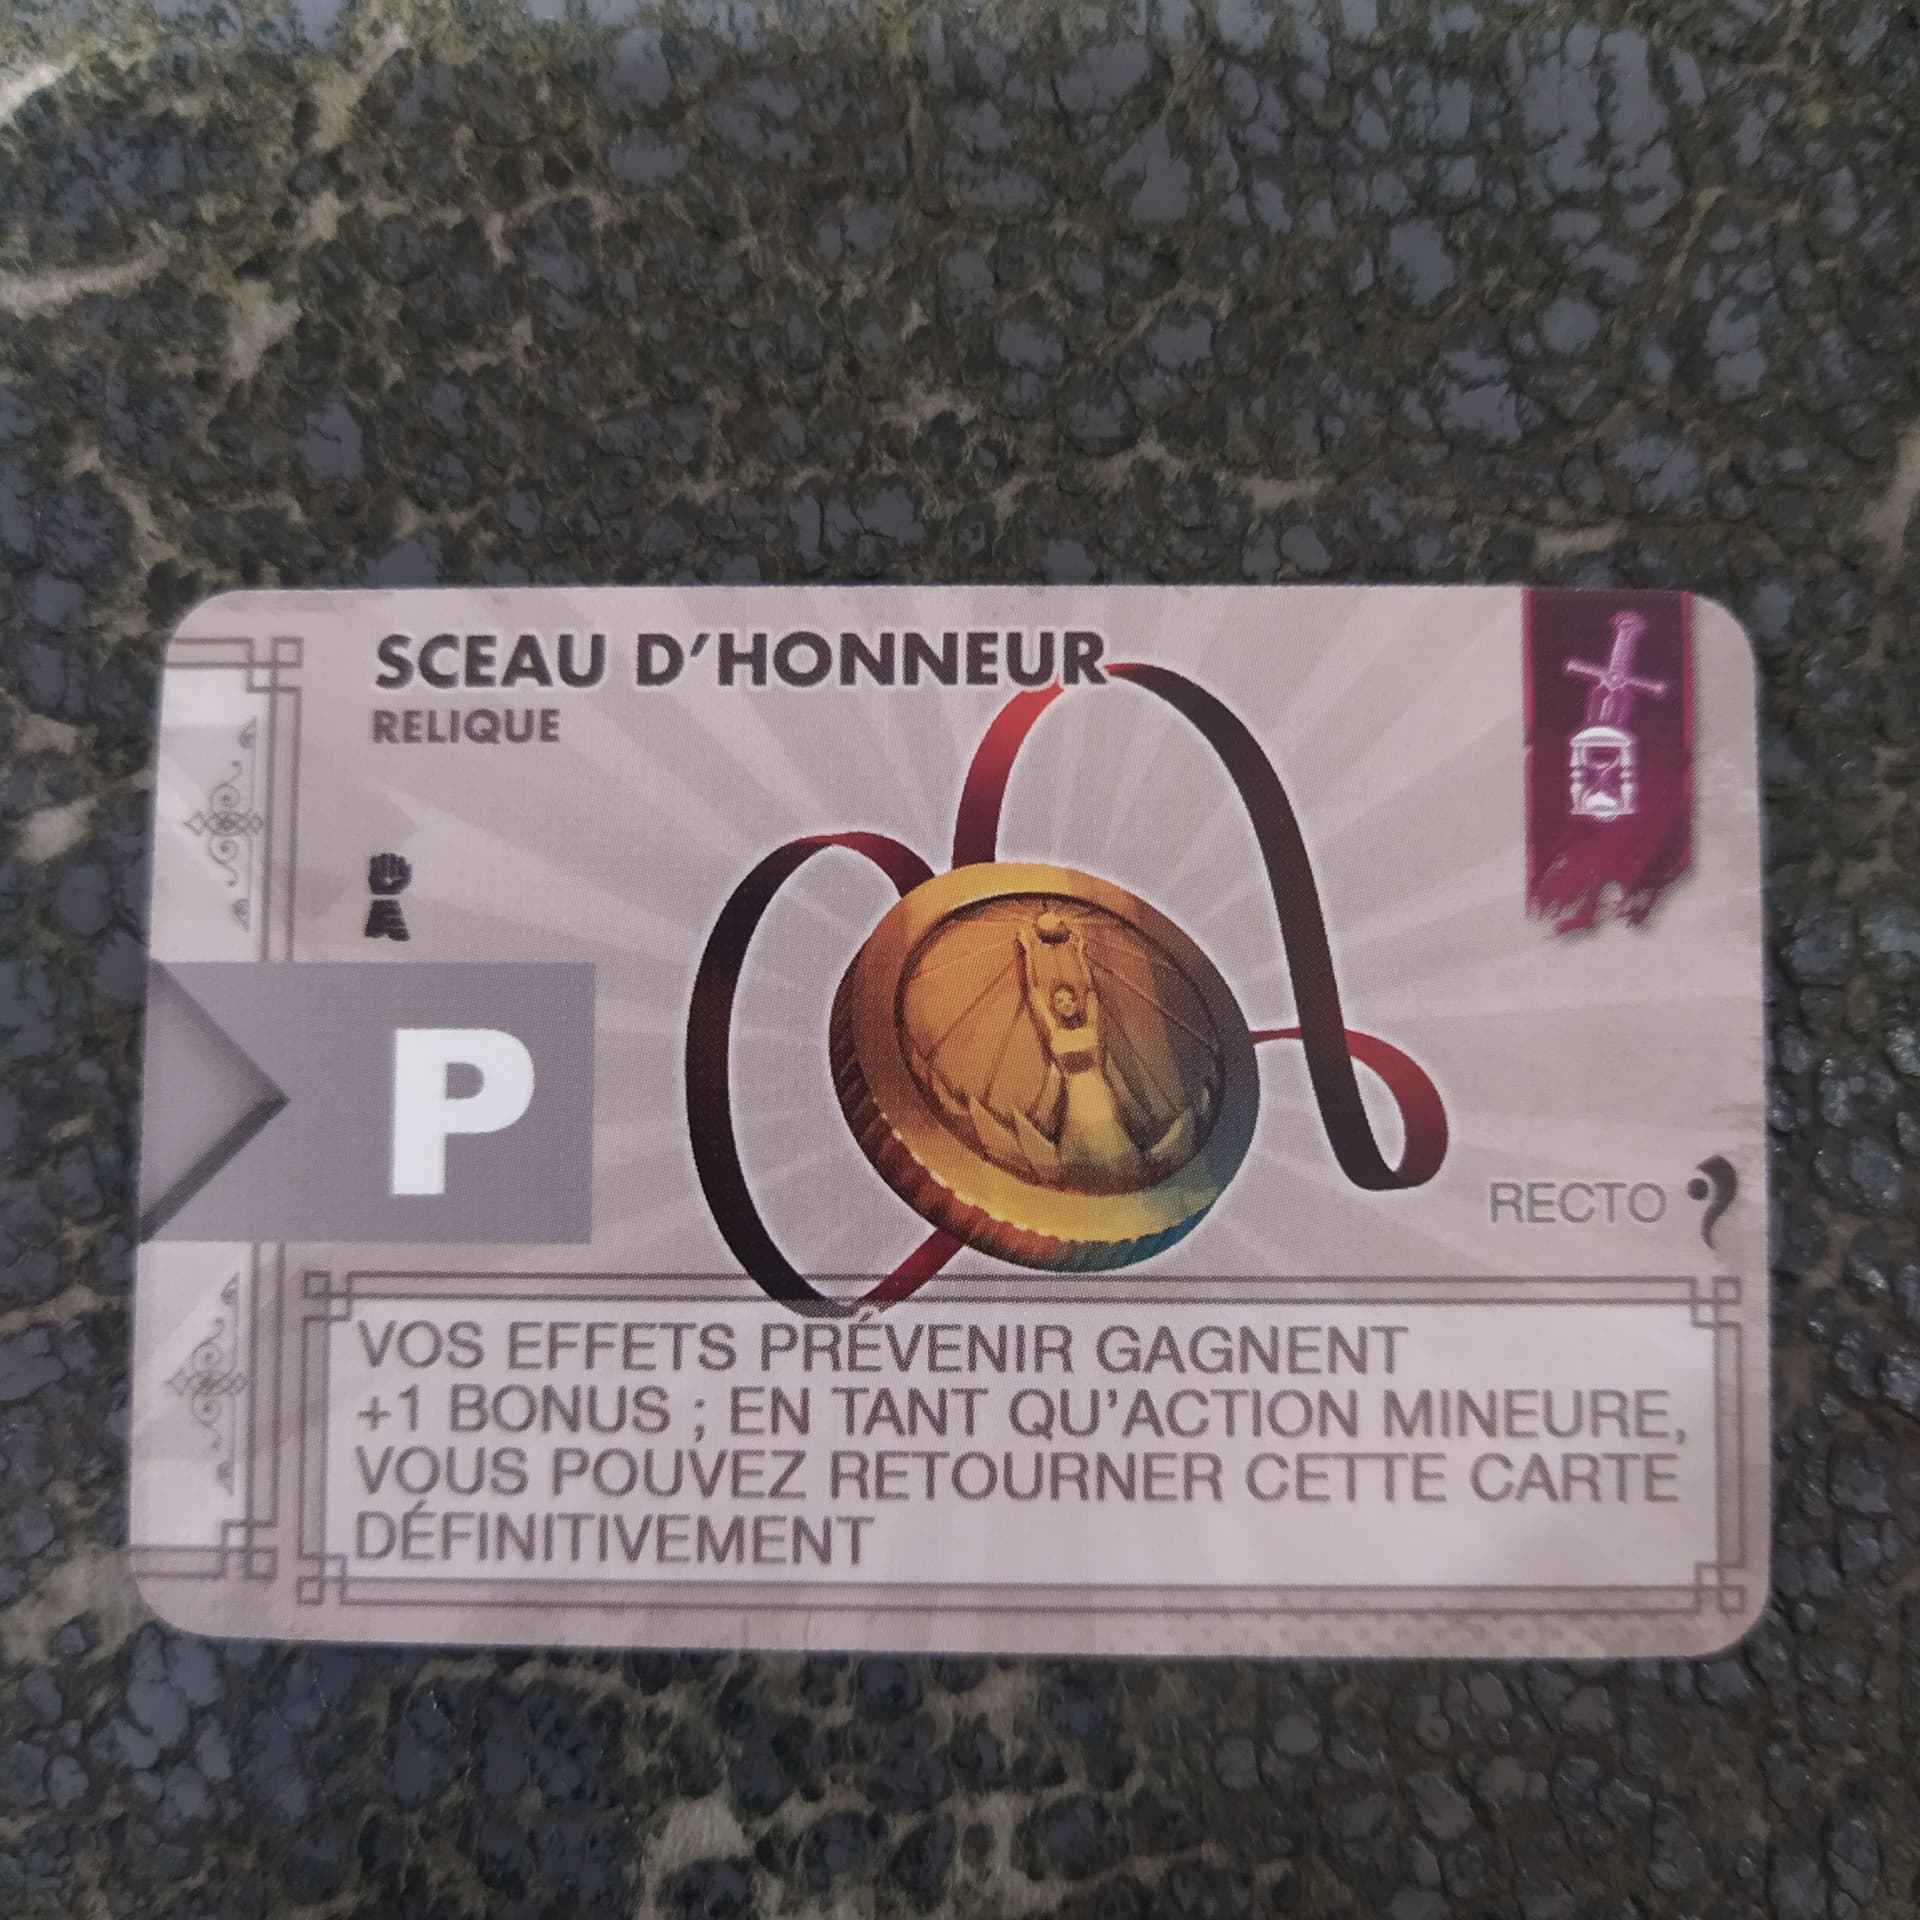 SCEAU D'HONNEUR
RELIQUE
P
RECTO
VOS EFFETS PRÉVENIR GAGNENT
+1 BONUS ; EN TANT QU'ACTION MINEURE,
VOUS POUVEZ RETOURNER CETTE CARTE
DÉFINITIVEMENT